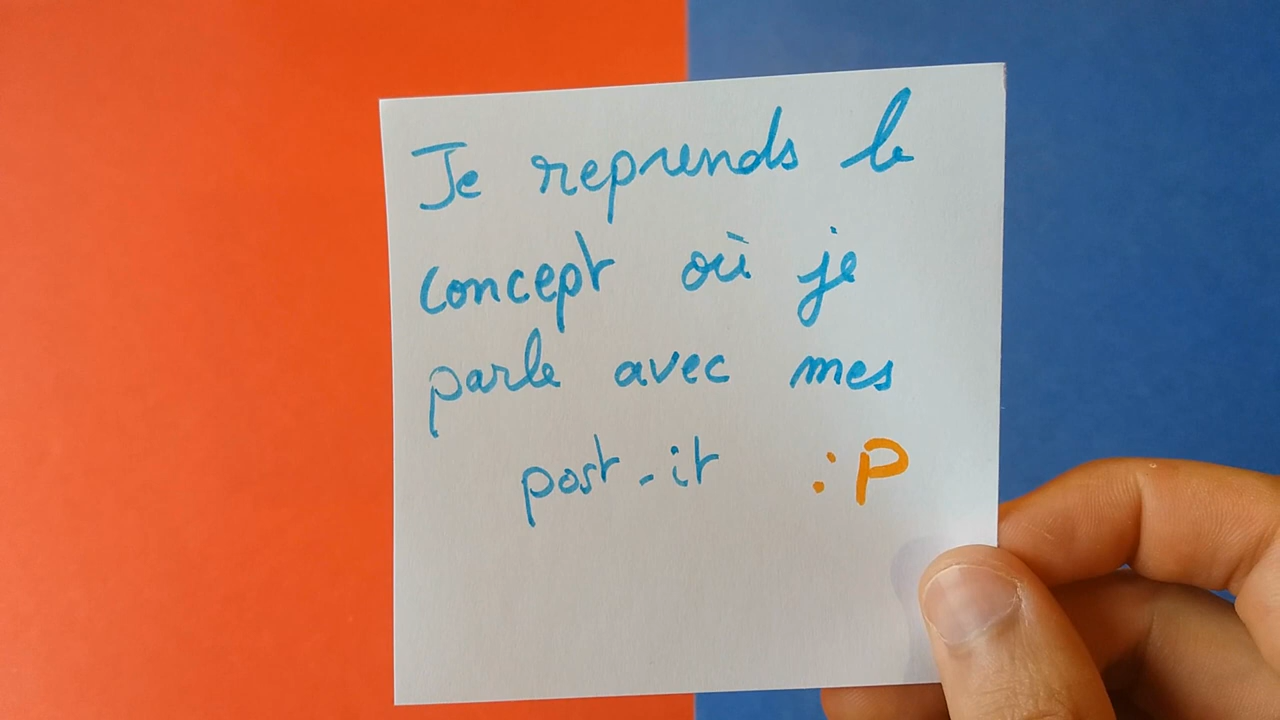 Je reprends le
concept où je
parle avec mes
post-it :P